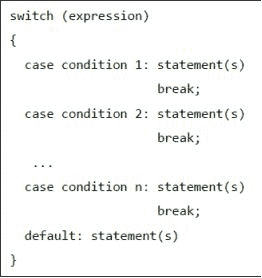 switch (expression)
{
case condition 1: statement(s)
break;
case condition 2: statement(s)
break;
...
case condition n: statement(s)
break;
default: statement(s)
}